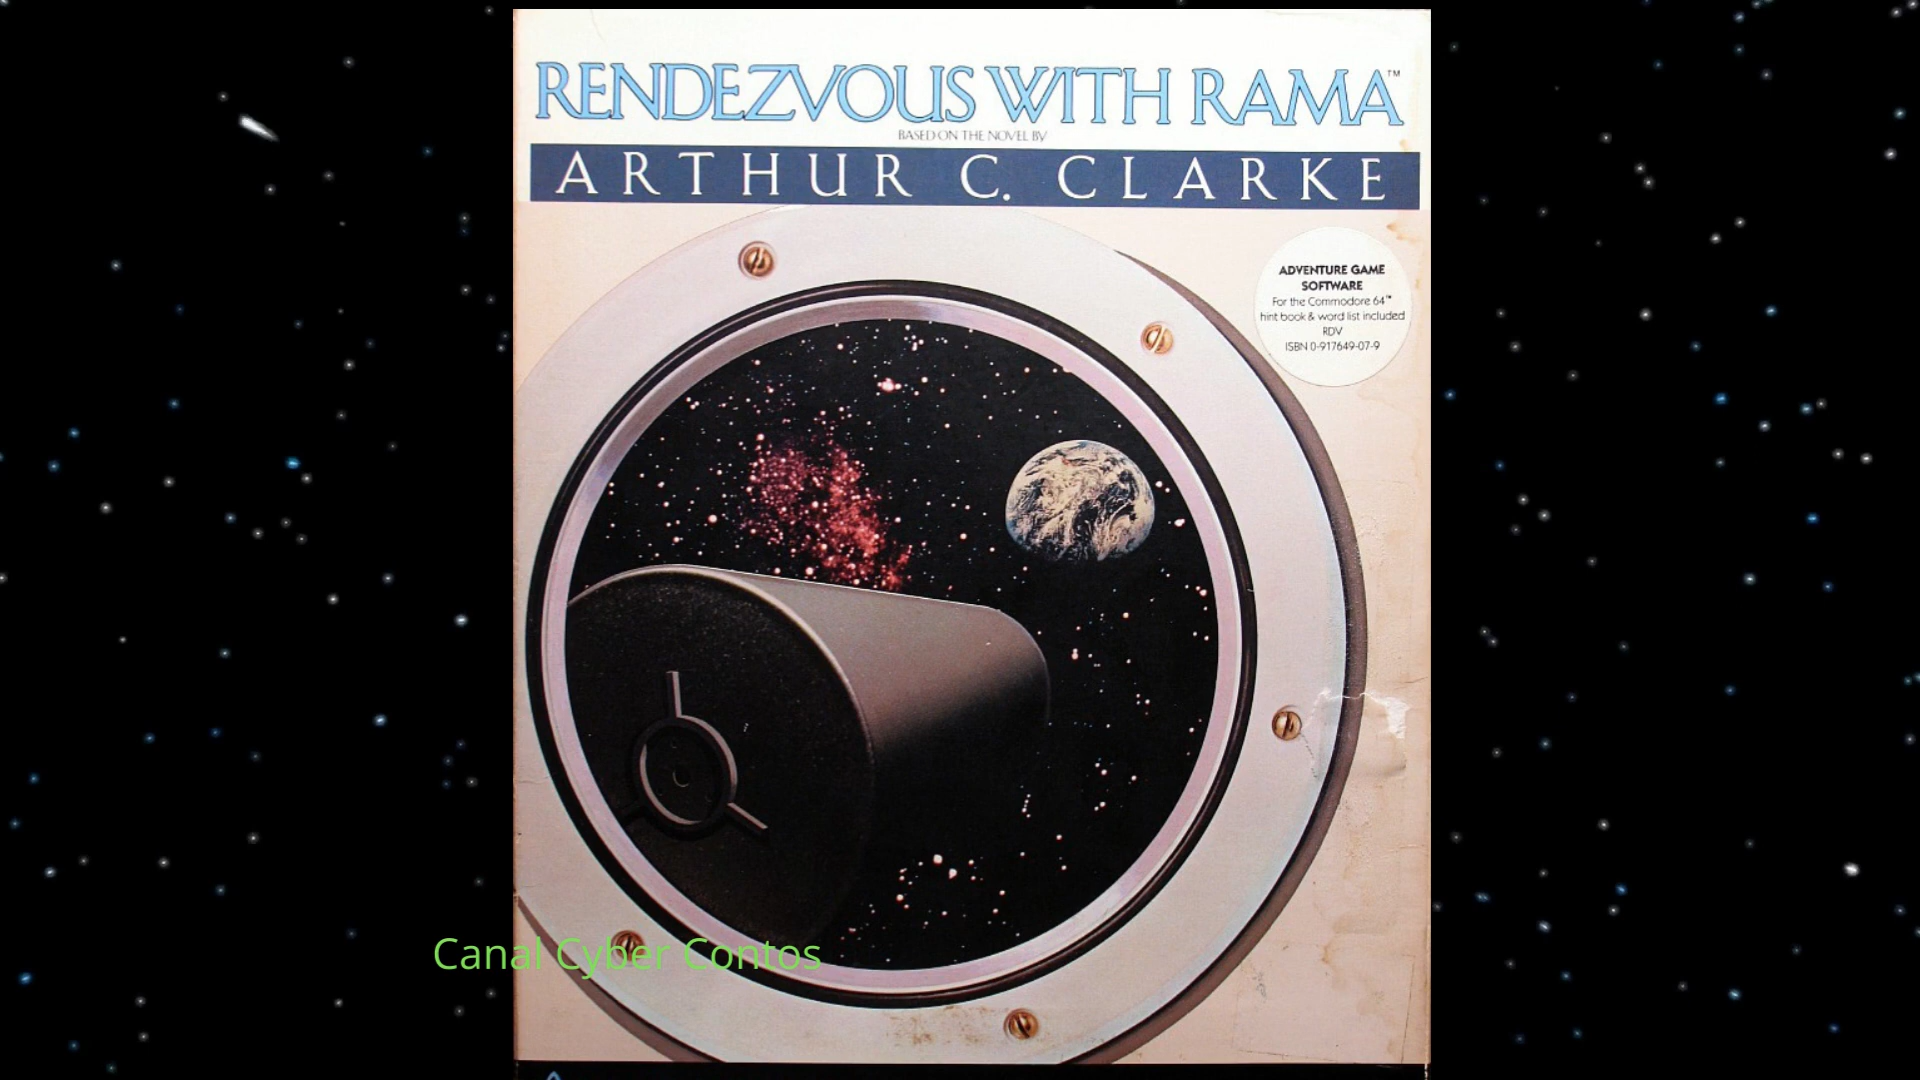 RENDEZVOUS WITH RAMA™
BASED ON THE NOVEL BY
ARTHUR C. CLARKE
ADVENTURE GAME
SOFTWARE
For the Commodore 64™
hint book & word list included
RDV
ISBN 0-917649-07-9
Canal Cyber Contos